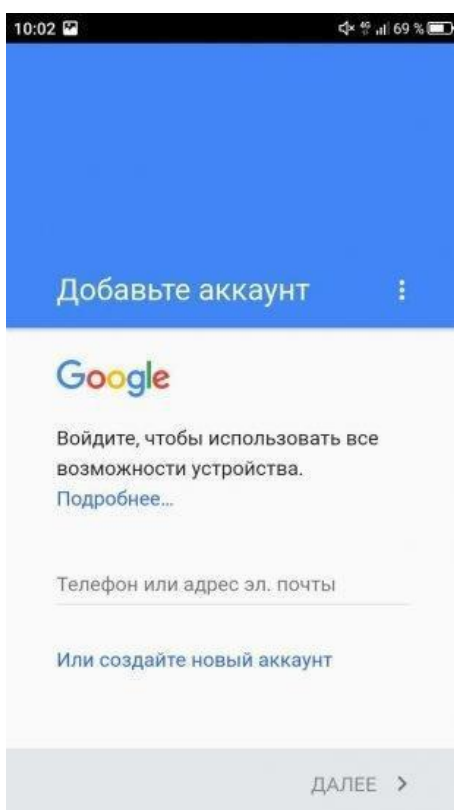 10:02 4G 69 %
Добавьте аккаунт
Google
Войдите, чтобы использовать все
возможности устройства.
Подробнее...
Телефон или адрес эл. почты
Или создайте новый аккаунт
ДАЛЕЕ